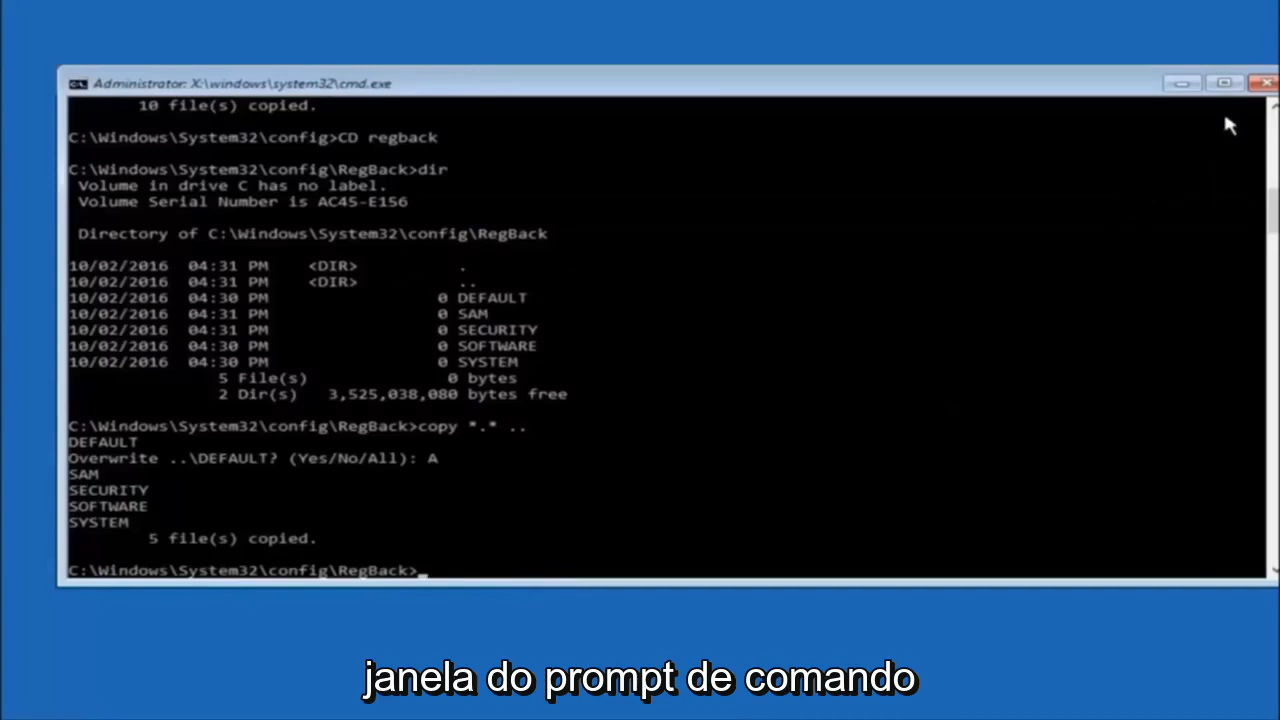 Administrator: X:\windows\system32\cmd.exe
10 file(s) copied.
C:\Windows\System32\config>CD regback
C:\Windows\System32\config\RegBack>dir
Volume in drive C has no label.
Volume Serial Number is AC45-E156
Directory of C:\Windows\System32\config\RegBack
10/02/2016 04:31 PM <DIR> .
10/02/2016 04:31 PM <DIR> ..
10/02/2016 04:30 PM 0 DEFAULT
10/02/2016 04:31 PM 0 SAM
10/02/2016 04:31 PM 0 SECURITY
10/02/2016 04:30 PM 0 SOFTWARE
10/02/2016 04:30 PM 0 SYSTEM
5 File(s) 0 bytes
2 Dir(s) 3,525,038,080 bytes free
C:\Windows\System32\config\RegBack>copy *.* ..
DEFAULT
Overwrite ..\DEFAULT? (Yes/No/All): A
SAM
SECURITY
SOFTWARE
SYSTEM
5 file(s) copied.
C:\Windows\System32\config\RegBack>_
janela do prompt de comando